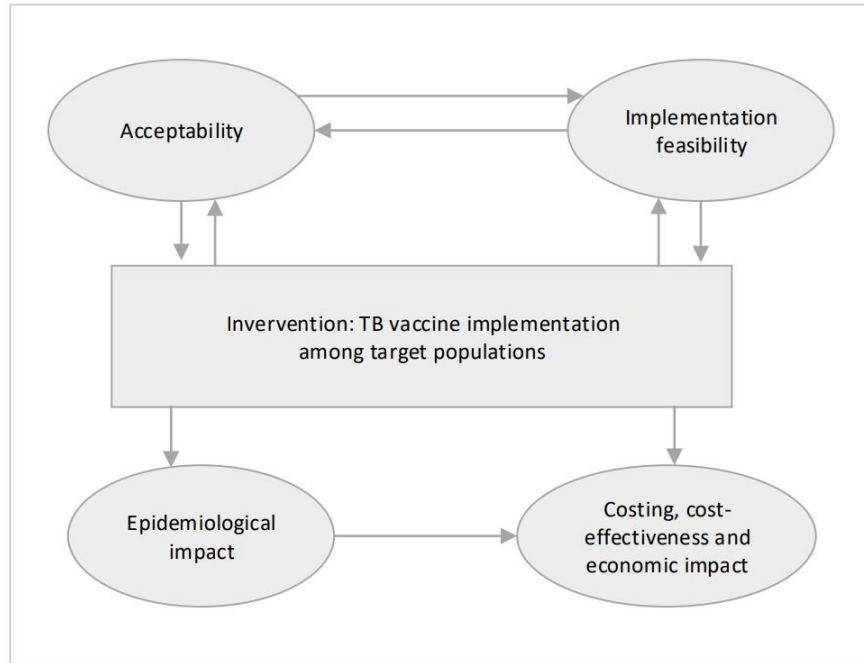 Acceptability
Implementation
feasibility
Invervention: TB vaccine implementation
among target populations
Epidemiological
impact
Costing, cost-
effectiveness and
economic impact